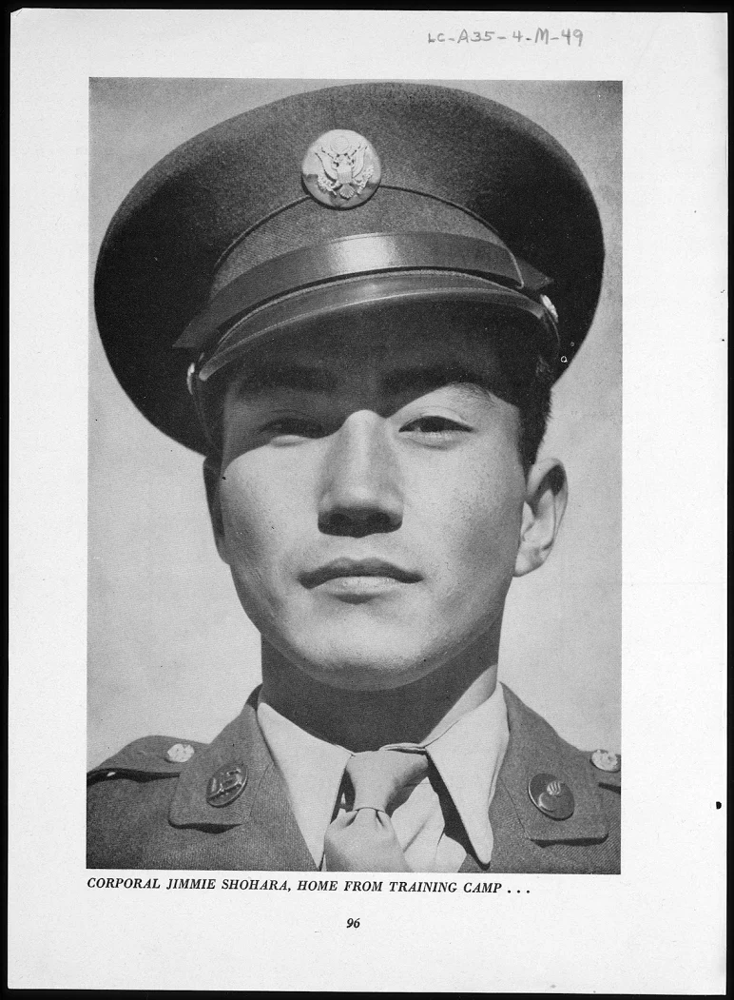 LC-A35-4-M-49
CORPORAL JIMMIE SHOHARA, HOME FROM TRAINING CAMP . . .
96